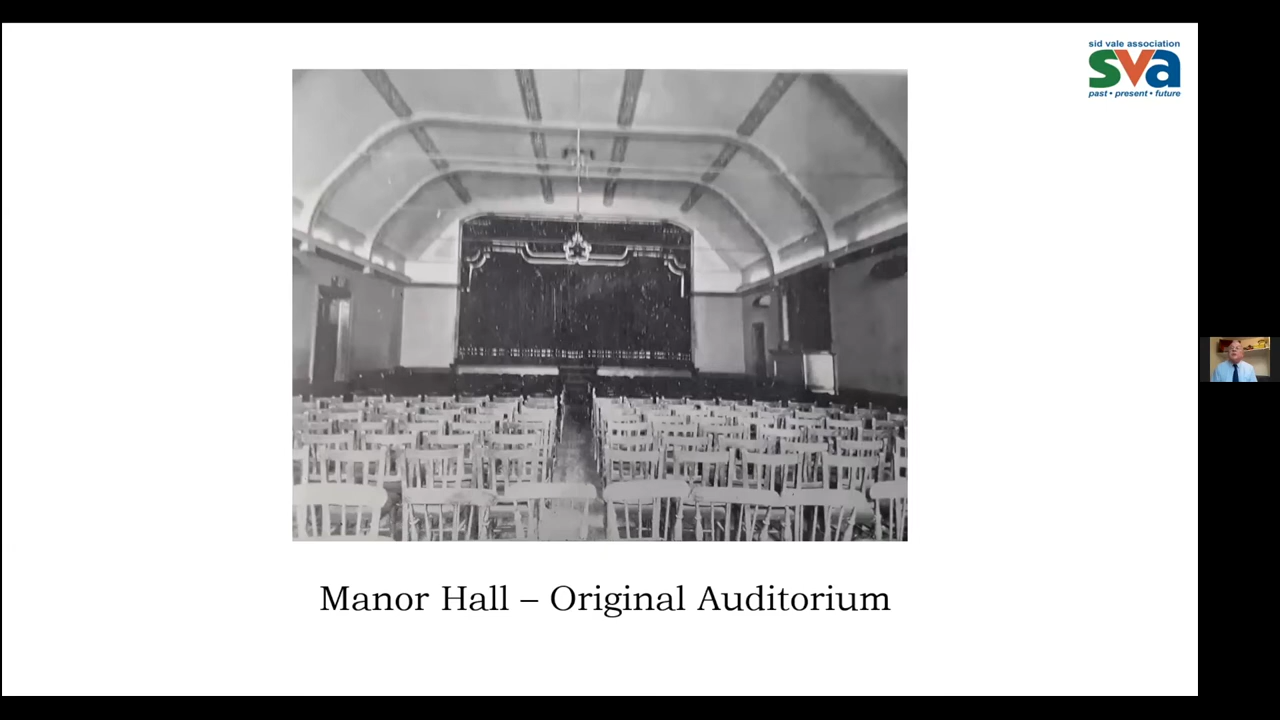 sid vale association
sva
past • present • future
Manor Hall – Original Auditorium